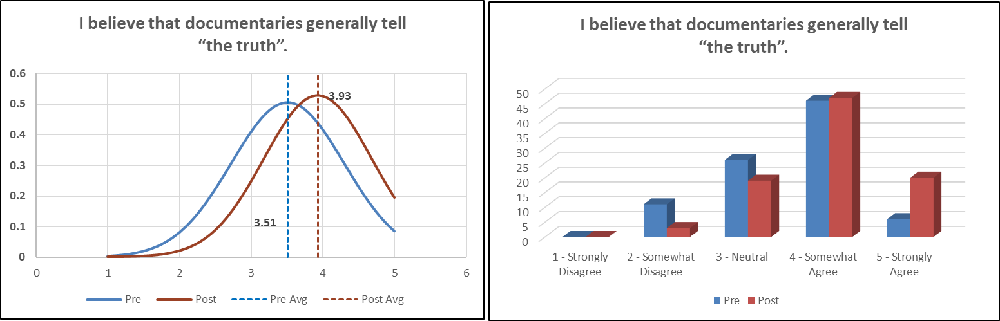 I believe that documentaries generally tell
“the truth”.
0.6
0.5
0.4
0.3
0.2
0.1
0
3.93
3.51
0 1 2 3 4 5 6
Pre Post Pre Avg Post Avg
I believe that documentaries generally tell
“the truth”.
50
45
40
35
30
25
20
15
10
5
0
1 - Strongly 2 - Somewhat 3 - Neutral 4 - Somewhat 5 - Strongly
Disagree Disagree Agree Agree
Pre Post